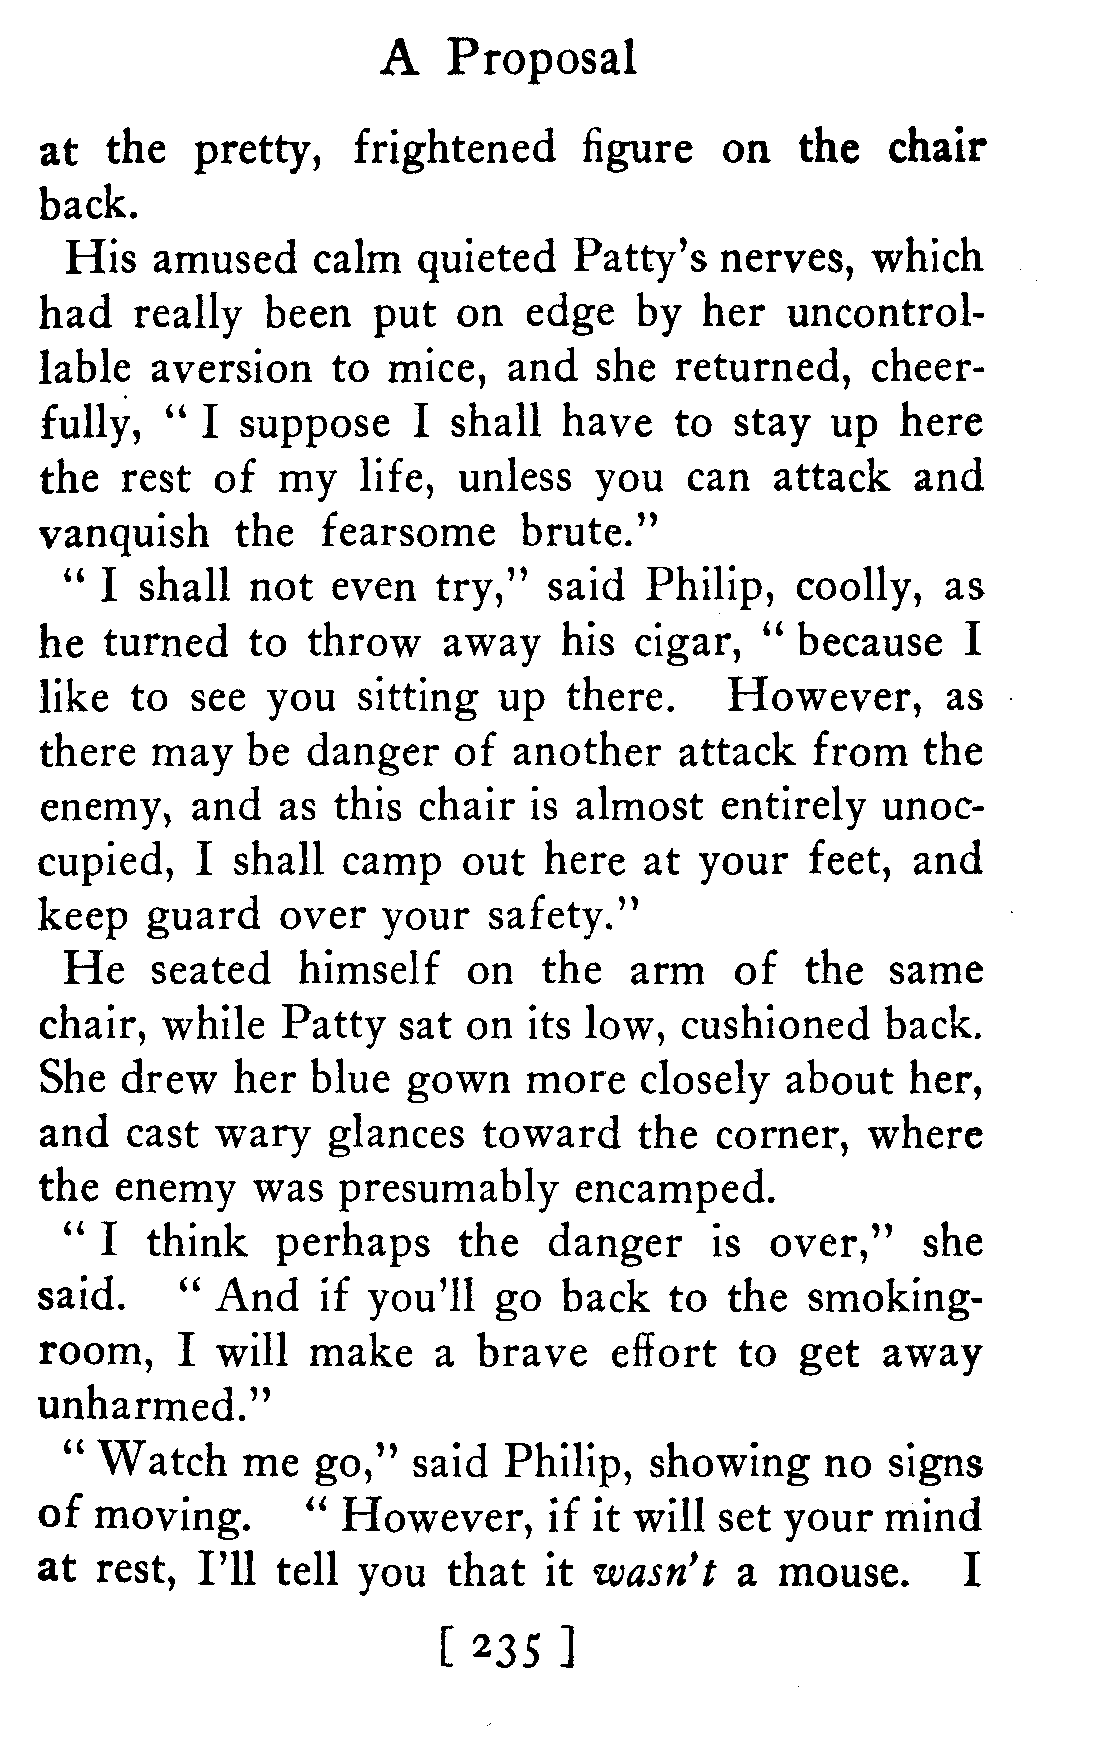 A Proposal
at the pretty, frightened figure on the chair
back.
His amused calm quieted Patty's nerves, which
had really been put on edge by her uncontrol-
lable aversion to mice, and she returned, cheer-
fully, " I suppose I shall have to stay up here
the rest of my life, unless you can attack and
vanquish the fearsome brute."
" I shall not even try," said Philip, coolly, as
he turned to throw away his cigar, " because I
like to see you sitting up there. However, as
there may be danger of another attack from the
enemy, and as this chair is almost entirely unoc-
cupied, I shall camp out here at your feet, and
keep guard over your safety."
He seated himself on the arm of the same
chair, while Patty sat on its low, cushioned back.
She drew her blue gown more closely about her,
and cast wary glances toward the corner, where
the enemy was presumably encamped.
" I think perhaps the danger is over," she
said. " And if you'll go back to the smoking-
room, I will make a brave effort to get away
unharmed."
" Watch me go," said Philip, showing no signs
of moving. " However, if it will set your mind
at rest, I'll tell you that it wasn't a mouse. I
[ 235 ]